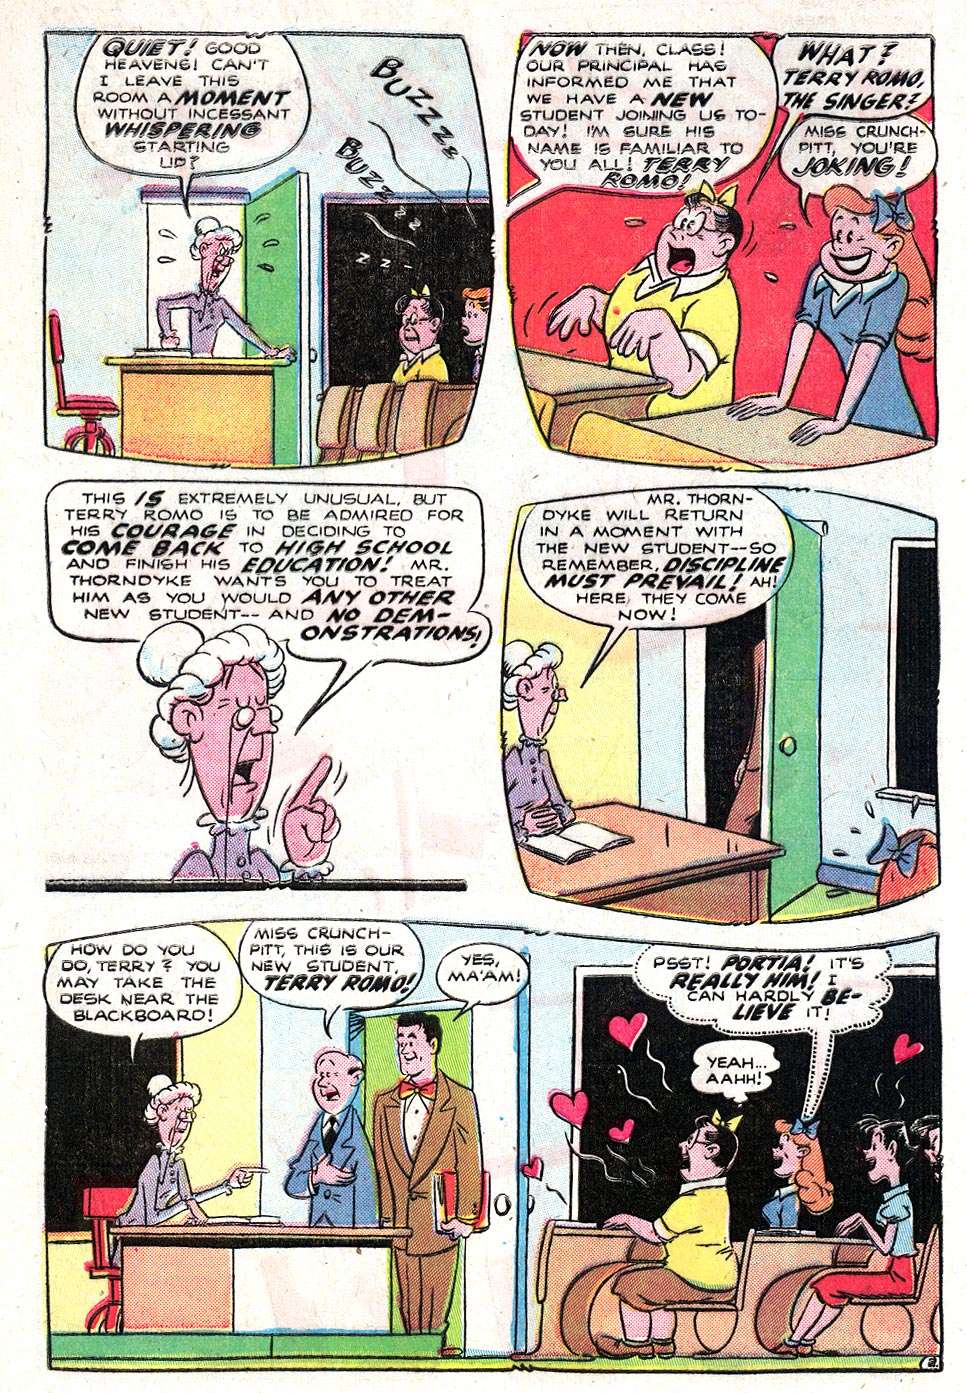 QUIET! GOOD
HEAVENS! CAN'T
I LEAVE THIS
ROOM A MOMENT
WITHOUT INCESSANT
WHISPERING
STARTING
UP?
BUZZZZ
BUZZ
ZZ
Z Z Z -
NOW THEN, CLASS!
OUR PRINCIPAL HAS
INFORMED ME THAT
WE HAVE A NEW
STUDENT JOINING US TO-
DAY! I'M SURE HIS
NAME IS FAMILIAR TO
YOU ALL! TERRY
ROMO!
WHAT?
TERRY ROMO,
THE SINGER?
MISS CRUNCH-
PITT, YOU'RE
JOKING!
THIS IS EXTREMELY UNUSUAL, BUT
TERRY ROMO IS TO BE ADMIRED FOR
HIS COURAGE IN DECIDING TO
COME BACK TO HIGH SCHOOL
AND FINISH HIS EDUCATION! MR.
THORNDYKE WANTS YOU TO TREAT
HIM AS YOU WOULD ANY OTHER
NEW STUDENT-- AND NO DEM-
ONSTRATIONS!
MR. THORN-
DYKE WILL RETURN
IN A MOMENT WITH
THE NEW STUDENT--SO
REMEMBER, DISCIPLINE
MUST PREVAIL! AH!
HERE, THEY COME
NOW!
HOW DO YOU
DO, TERRY? YOU
MAY TAKE THE
DESK NEAR THE
BLACKBOARD!
MISS CRUNCH-
PITT, THIS IS OUR
NEW STUDENT,
TERRY ROMO!
YES,
MA'AM!
PSST! PORTIA! IT'S
REALLY HIM! I
CAN HARDLY BE-
LIEVE IT!
YEAH...
AAHH!
2